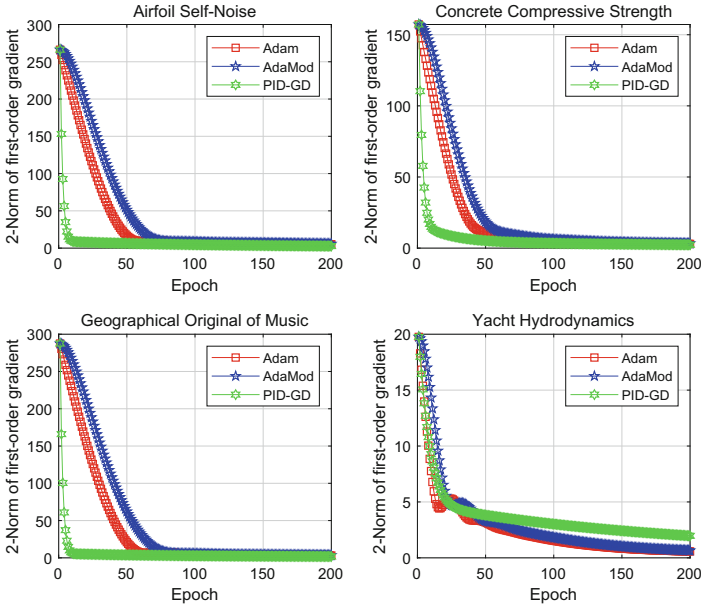 Airfoil Self-Noise
300
250
200
150
100
50
0
0 50 100 150 200
2-Norm of first-order gradient
Epoch
Adam
AdaMod
PID-GD
Concrete Compressive Strength
150
100
50
0
0 50 100 150 200
2-Norm of first-order gradient
Epoch
Adam
AdaMod
PID-GD
Geographical Original of Music
300
250
200
150
100
50
0
0 50 100 150 200
2-Norm of first-order gradient
Epoch
Adam
AdaMod
PID-GD
Yacht Hydrodynamics
20
15
10
5
0
0 50 100 150 200
2-Norm of first-order gradient
Epoch
Adam
AdaMod
PID-GD